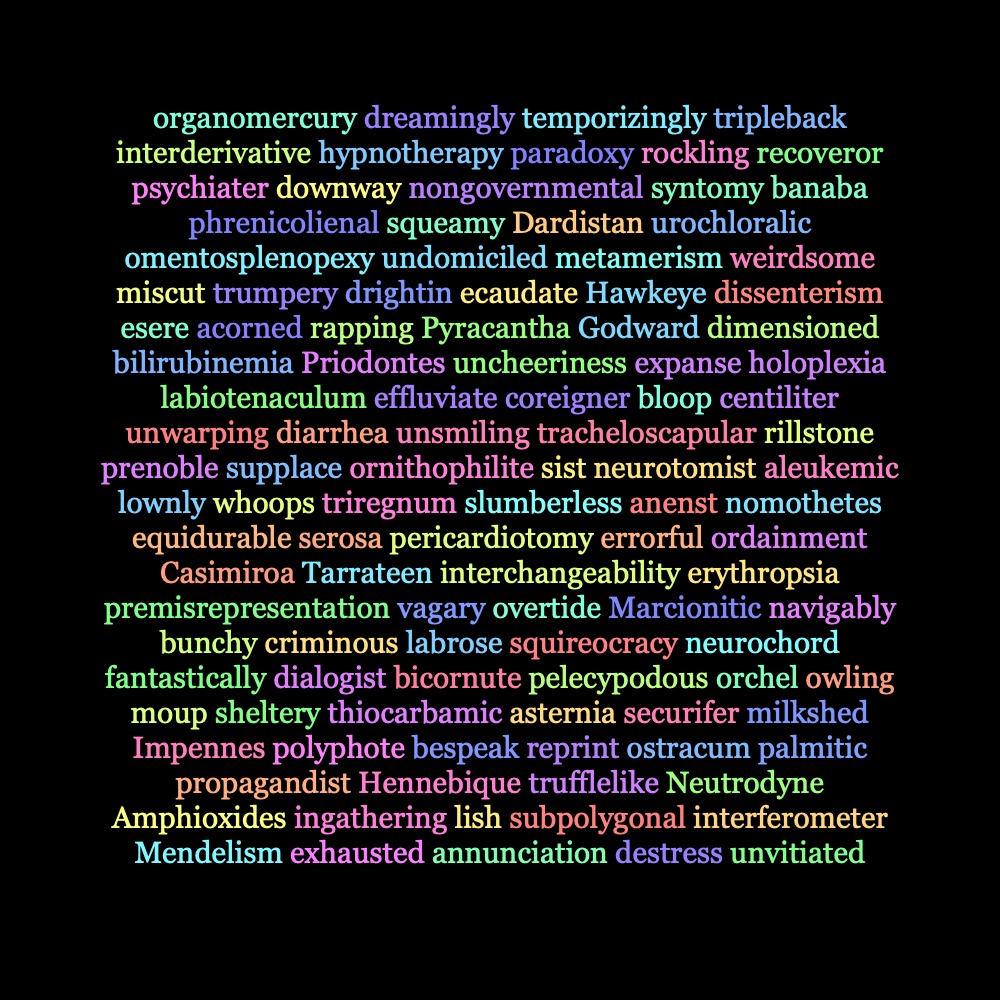 organomercury dreamingly temporizingly tripleback
interderivative hypnotherapy paradoxy rockling recoveror
psychiater downway nongovernmental syntomy banaba
phrenicolienal squeamy Dardistan urochloralic
omentosplenopexy undomiciled metamerism weirdsome
miscut trumpery drightin ecaudate Hawkeye dissenterism
esere acorned rapping Pyracantha Godward dimensioned
bilirubinemia Priodontes uncheeriness expanse holoplexia
labiotenaculum effluviate coreigner bloop centiliter
unwarping diarrhea unsmiling tracheloscapular rillstone
prenoble supplace ornithophilite sist neurotomist aleukemic
lownly whoops triregnum slumberless anenst nomothetes
equidurable serosa pericardiotomy errorful ordainment
Casimiroa Tarrateen interchangeability erythropsia
premisrepresentation vagary overtide Marcionitic navigably
bunchy criminous labrose squireocracy neurochord
fantastically dialogist bicornute pelecypodous orchel owling
moup sheltery thiocarbamic asternia securifer milkshed
Impennes polyphote bespeak reprint ostracum palmitic
propagandist Hennebique trufflelike Neutrodyne
Amphioxides ingathering lish subpolygonal interferometer
Mendelism exhausted annunciation destress unvitiated